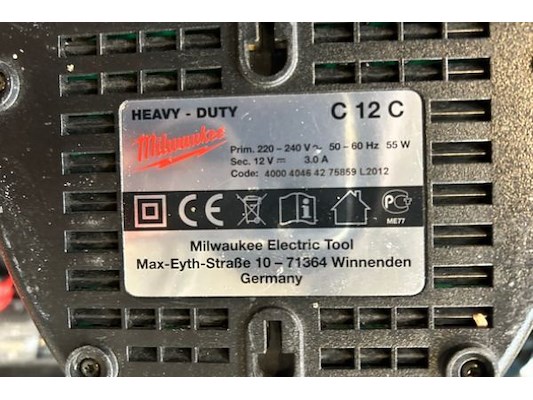 HEAVY - DUTY C 12 C
Milwaukee
Prim. 220 – 240 V ~ 50 – 60 Hz 55 W
Sec. 12 V ⎓ 3.0 A
Code: 4000 4046 42 75859 L2012
CE i PC
ME77
Milwaukee Electric Tool
Max-Eyth-Straße 10 – 71364 Winnenden
Germany